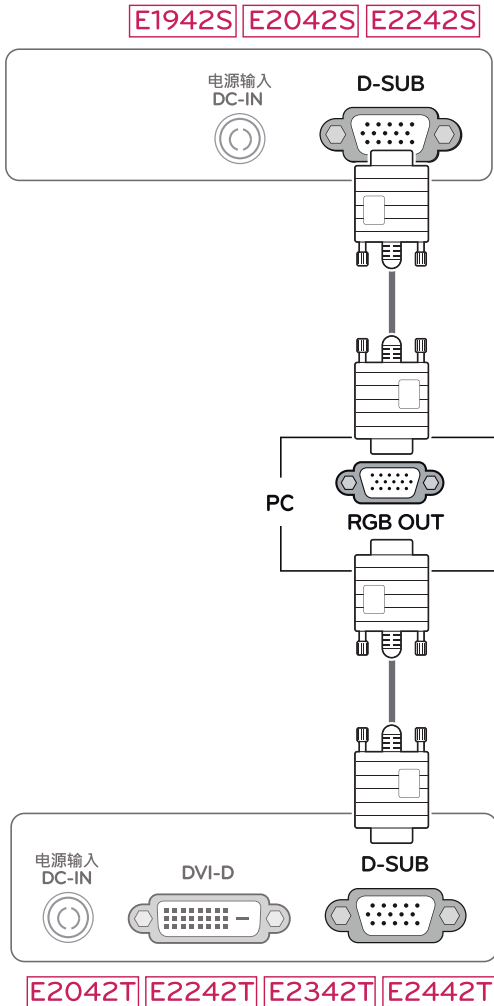 E1942S E2042S E2242S
电源输入
DC-IN
D-SUB
PC
RGB OUT
电源输入
DC-IN
DVI-D
D-SUB
E2042T E2242T E2342T E2442T